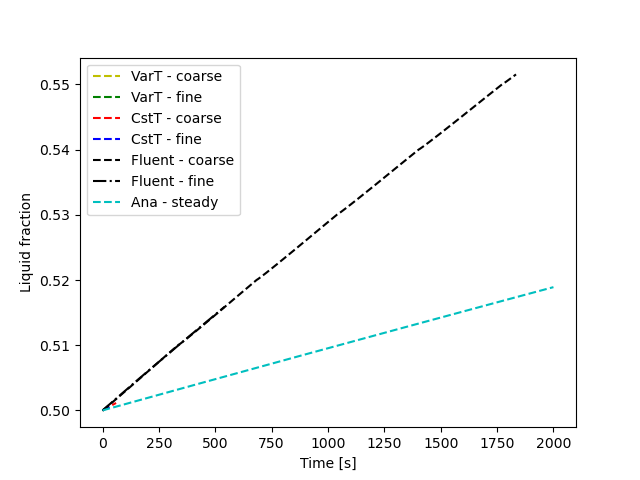 VarT - coarse
VarT - fine
CstT - coarse
CstT - fine
Fluent - coarse
Fluent - fine
Ana - steady
0.55
0.54
0.53
0.52
0.51
0.50
Liquid fraction
0 250 500 750 1000 1250 1500 1750 2000
Time [s]